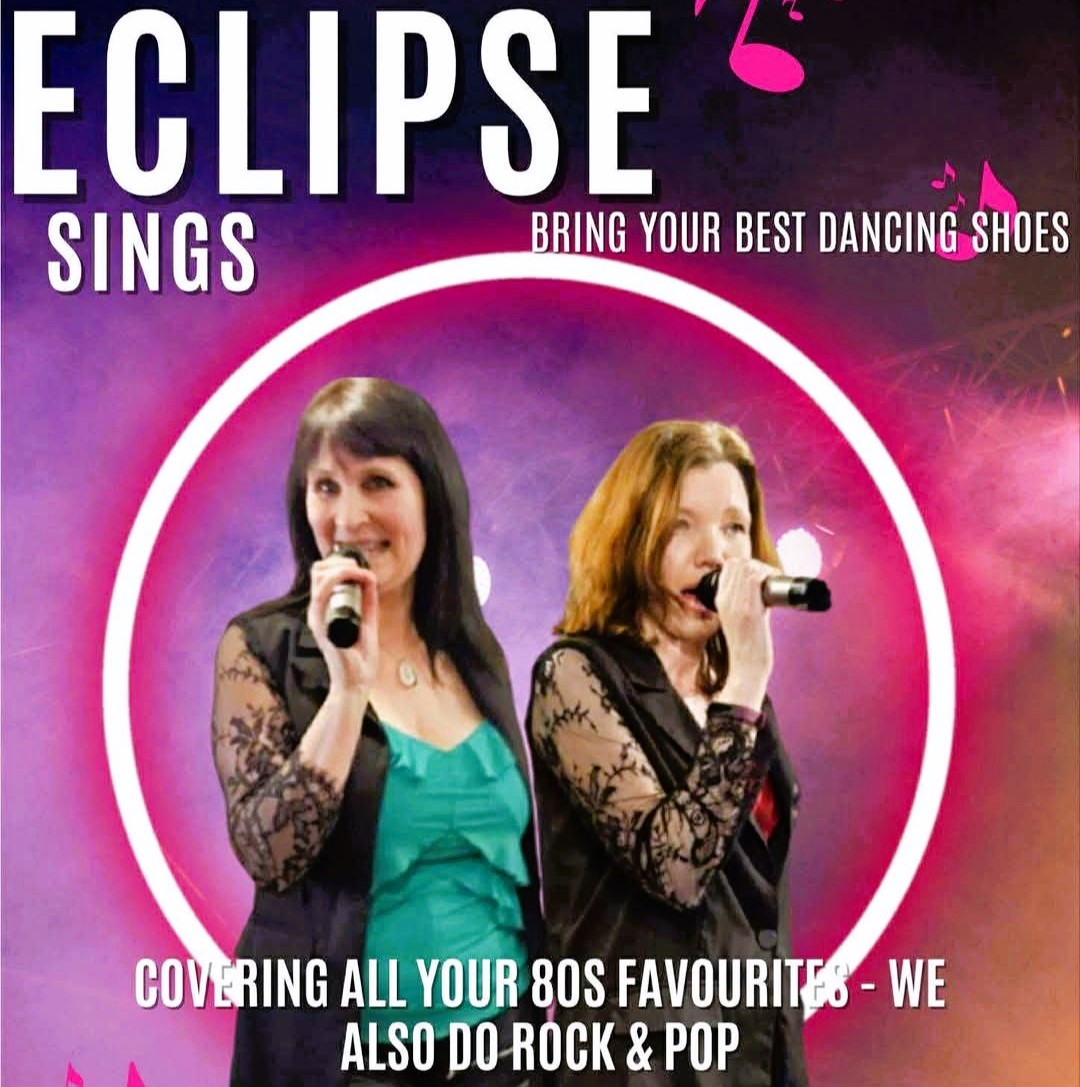 ECLIPSE
SINGS
BRING YOUR BEST DANCING SHOES
COVERING ALL YOUR 80S FAVOURITES - WE
ALSO DO ROCK & POP